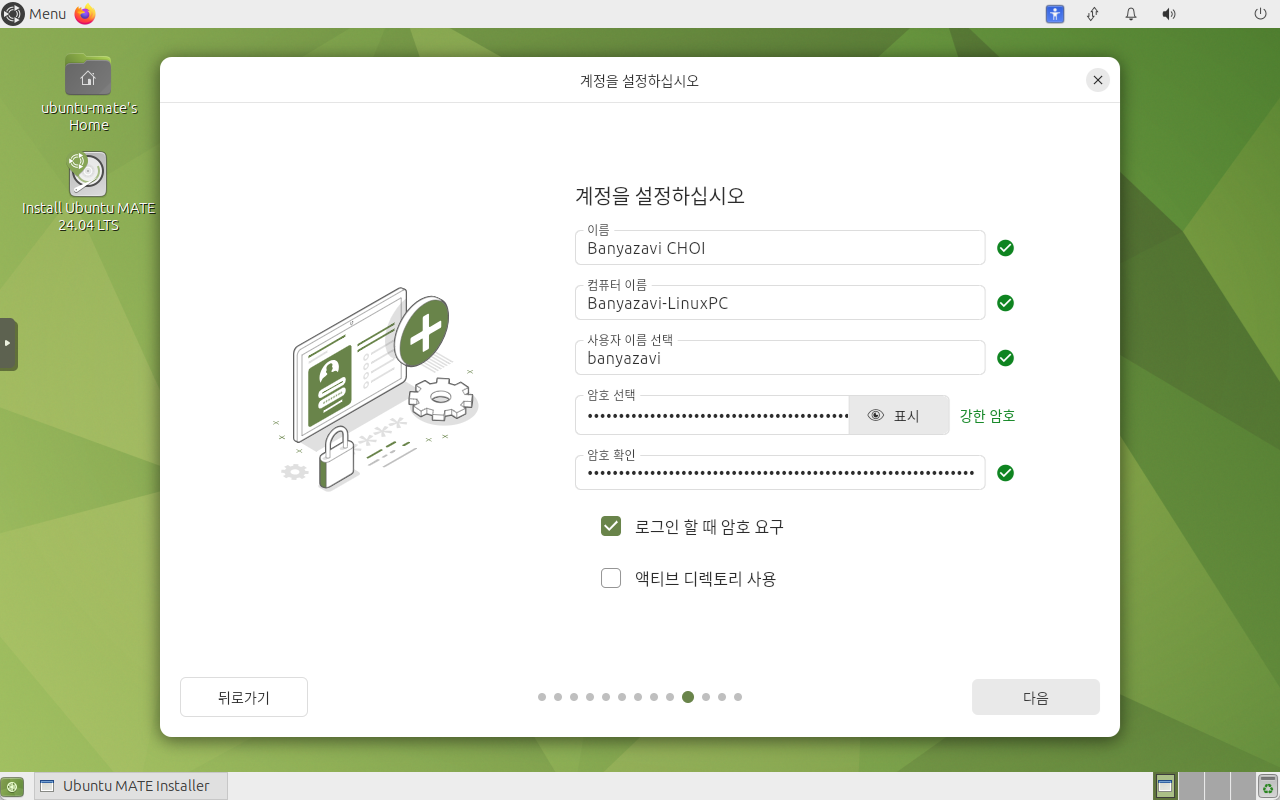 Menu
ubuntu-mate's
Home
Install Ubuntu MATE
24.04 LTS
계정을 설정하십시오
계정을 설정하십시오
이름
Banyazavi CHOI
컴퓨터 이름
Banyazavi-LinuxPC
사용자 이름 선택
banyazavi
암호 선택
표시
강한 암호
암호 확인
로그인 할 때 암호 요구
액티브 디렉토리 사용
뒤로가기
다음
Ubuntu MATE Installer